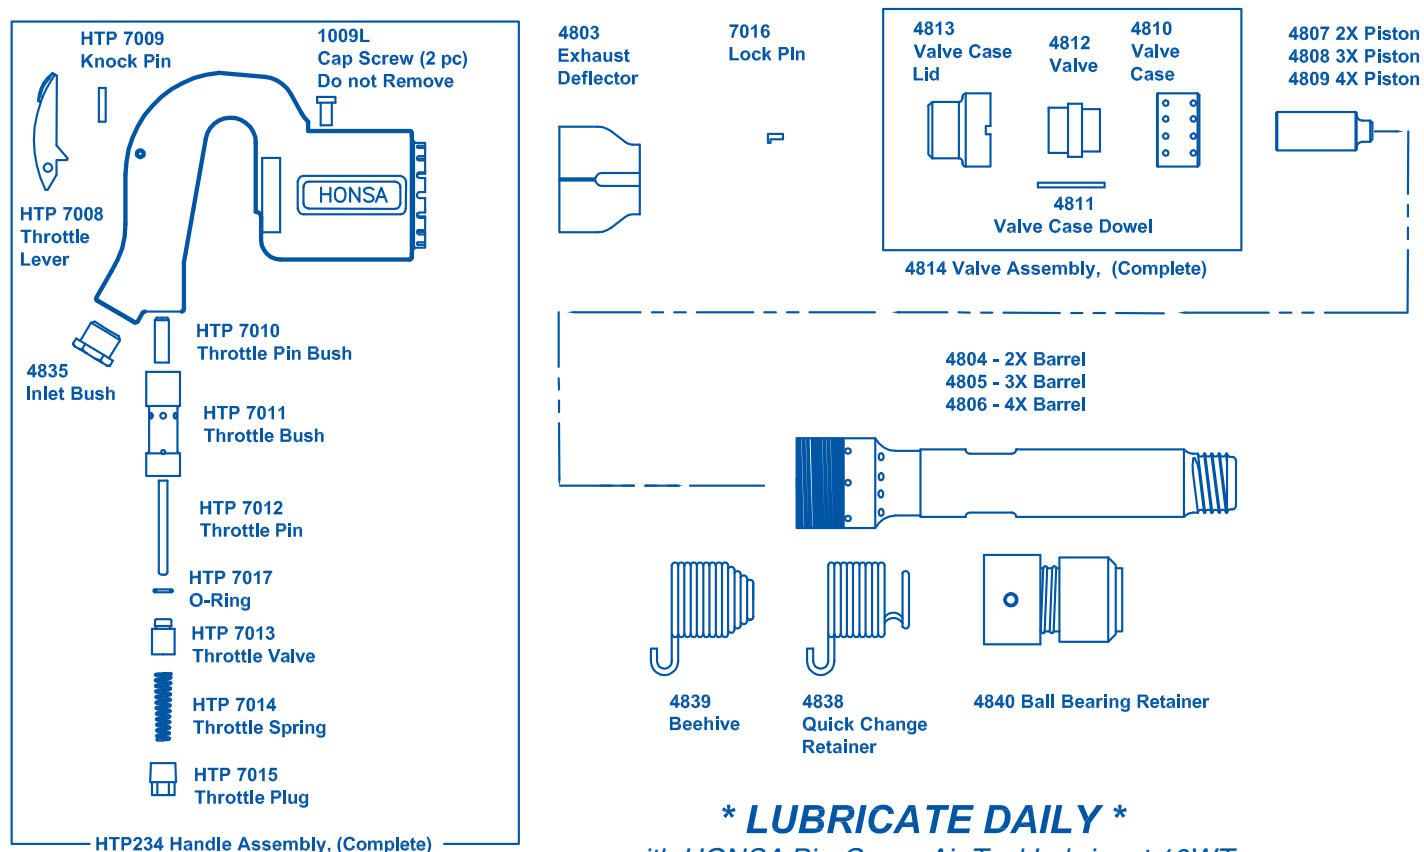 HTP 7009
Knock Pin
1009L
Cap Screw (2 pc)
Do not Remove
HONSA
HTP 7008
Throttle
Lever
4835
Inlet Bush
HTP 7010
Throttle Pin Bush
HTP 7011
Throttle Bush
HTP 7012
Throttle Pin
HTP 7017
O-Ring
HTP 7013
Throttle Valve
HTP 7014
Throttle Spring
HTP 7015
Throttle Plug
HTP234 Handle Assembly, (Complete)
4803
Exhaust
Deflector
7016
Lock PIn
4813
Valve Case
Lid
4812
Valve
4810
Valve
Case
4811
Valve Case Dowel
4814 Valve Assembly, (Complete)
4807 2X Piston
4808 3X Piston
4809 4X Piston
4804 - 2X Barrel
4805 - 3X Barrel
4806 - 4X Barrel
4839
Beehive
4838
Quick Change
Retainer
4840 Ball Bearing Retainer
* LUBRICATE DAILY *